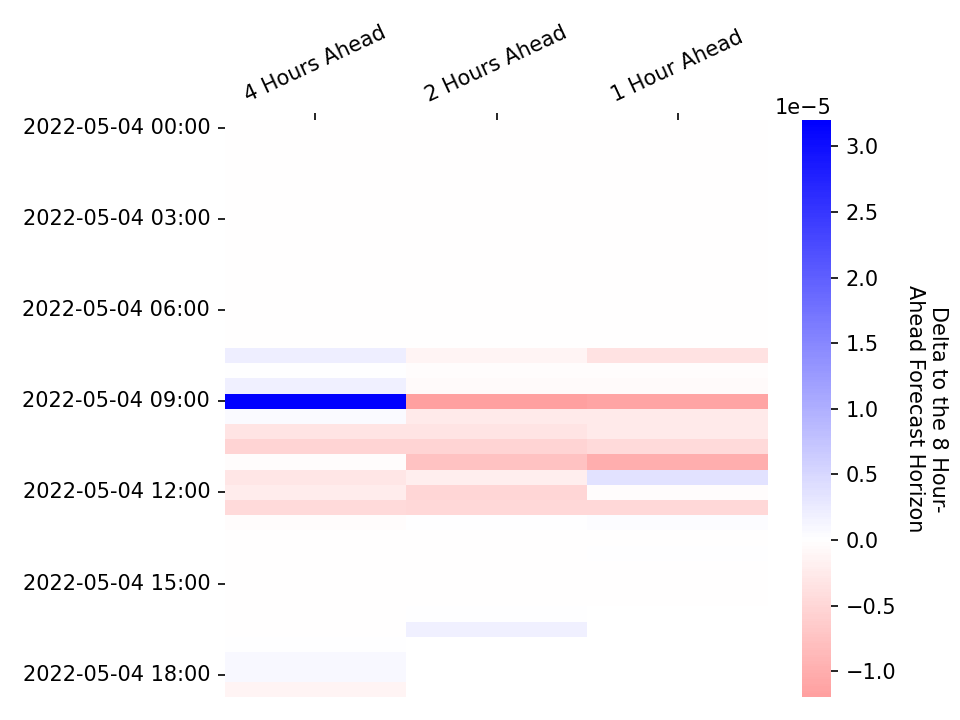 4 Hours Ahead
2 Hours Ahead
1 Hour Ahead
1e−5
2022-05-04 00:00
2022-05-04 03:00
2022-05-04 06:00
2022-05-04 09:00
2022-05-04 12:00
2022-05-04 15:00
2022-05-04 18:00
3.0
2.5
2.0
1.5
1.0
0.5
0.0
−0.5
−1.0
Delta to the 8 Hour-
Ahead Forecast Horizon